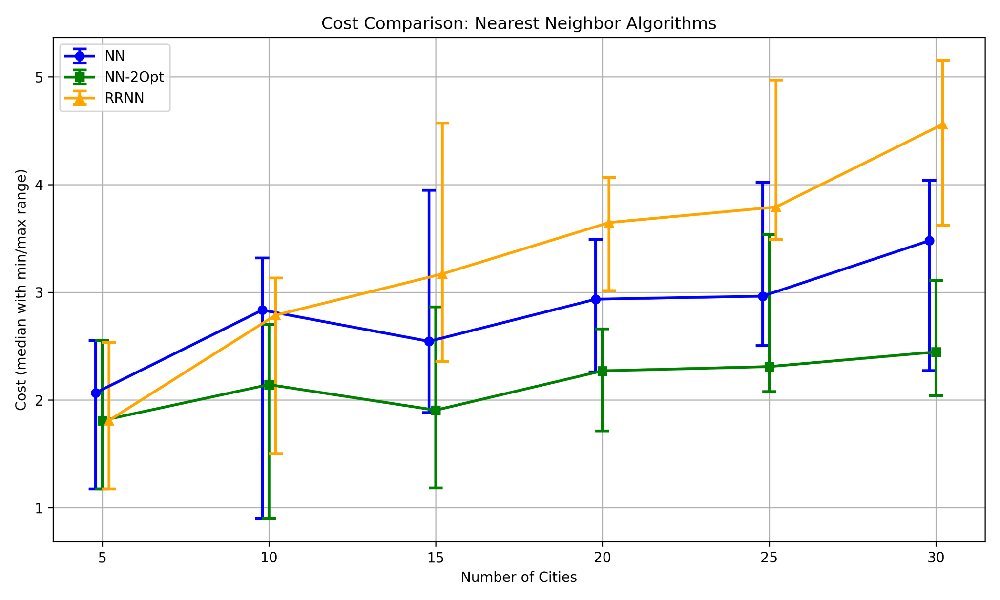 Cost Comparison: Nearest Neighbor Algorithms
NN
NN-2Opt
RRNN
Cost (median with min/max range)
5
4
3
2
1
5 10 15 20 25 30
Number of Cities